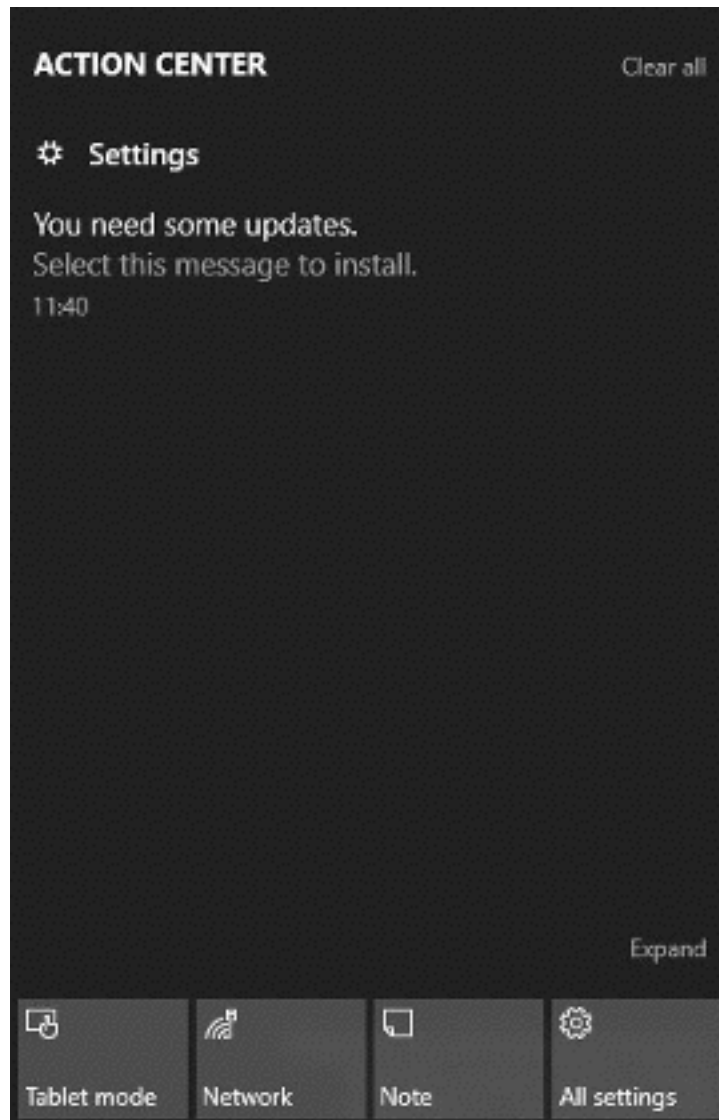 ACTION CENTER
Clear all
Settings
You need some updates.
Select this message to install.
11:40
Expand
Tablet mode
Network
Note
All settings